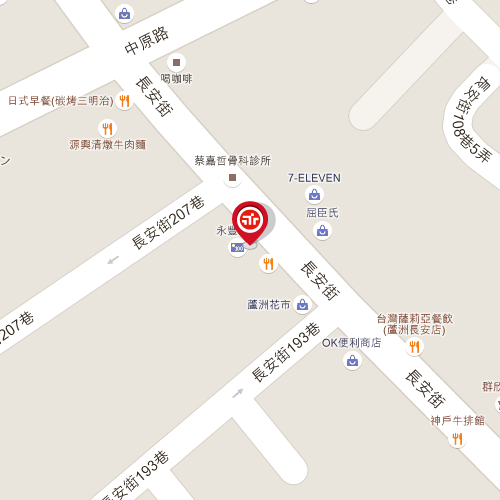 中原路
長安街
喝咖啡
日式早餐(碳烤三明治)
源興清燉牛肉麵
ン
長安街108巷5弄
蔡嘉哲骨科診所
7-ELEVEN
屈臣氏
長安街207巷
永豐
長安街
蘆洲花市
207巷
台灣薩莉亞餐飲
(蘆洲長安店)
長安街193巷
OK便利商店
長安街
群欣
神戶牛排館
長安街193巷